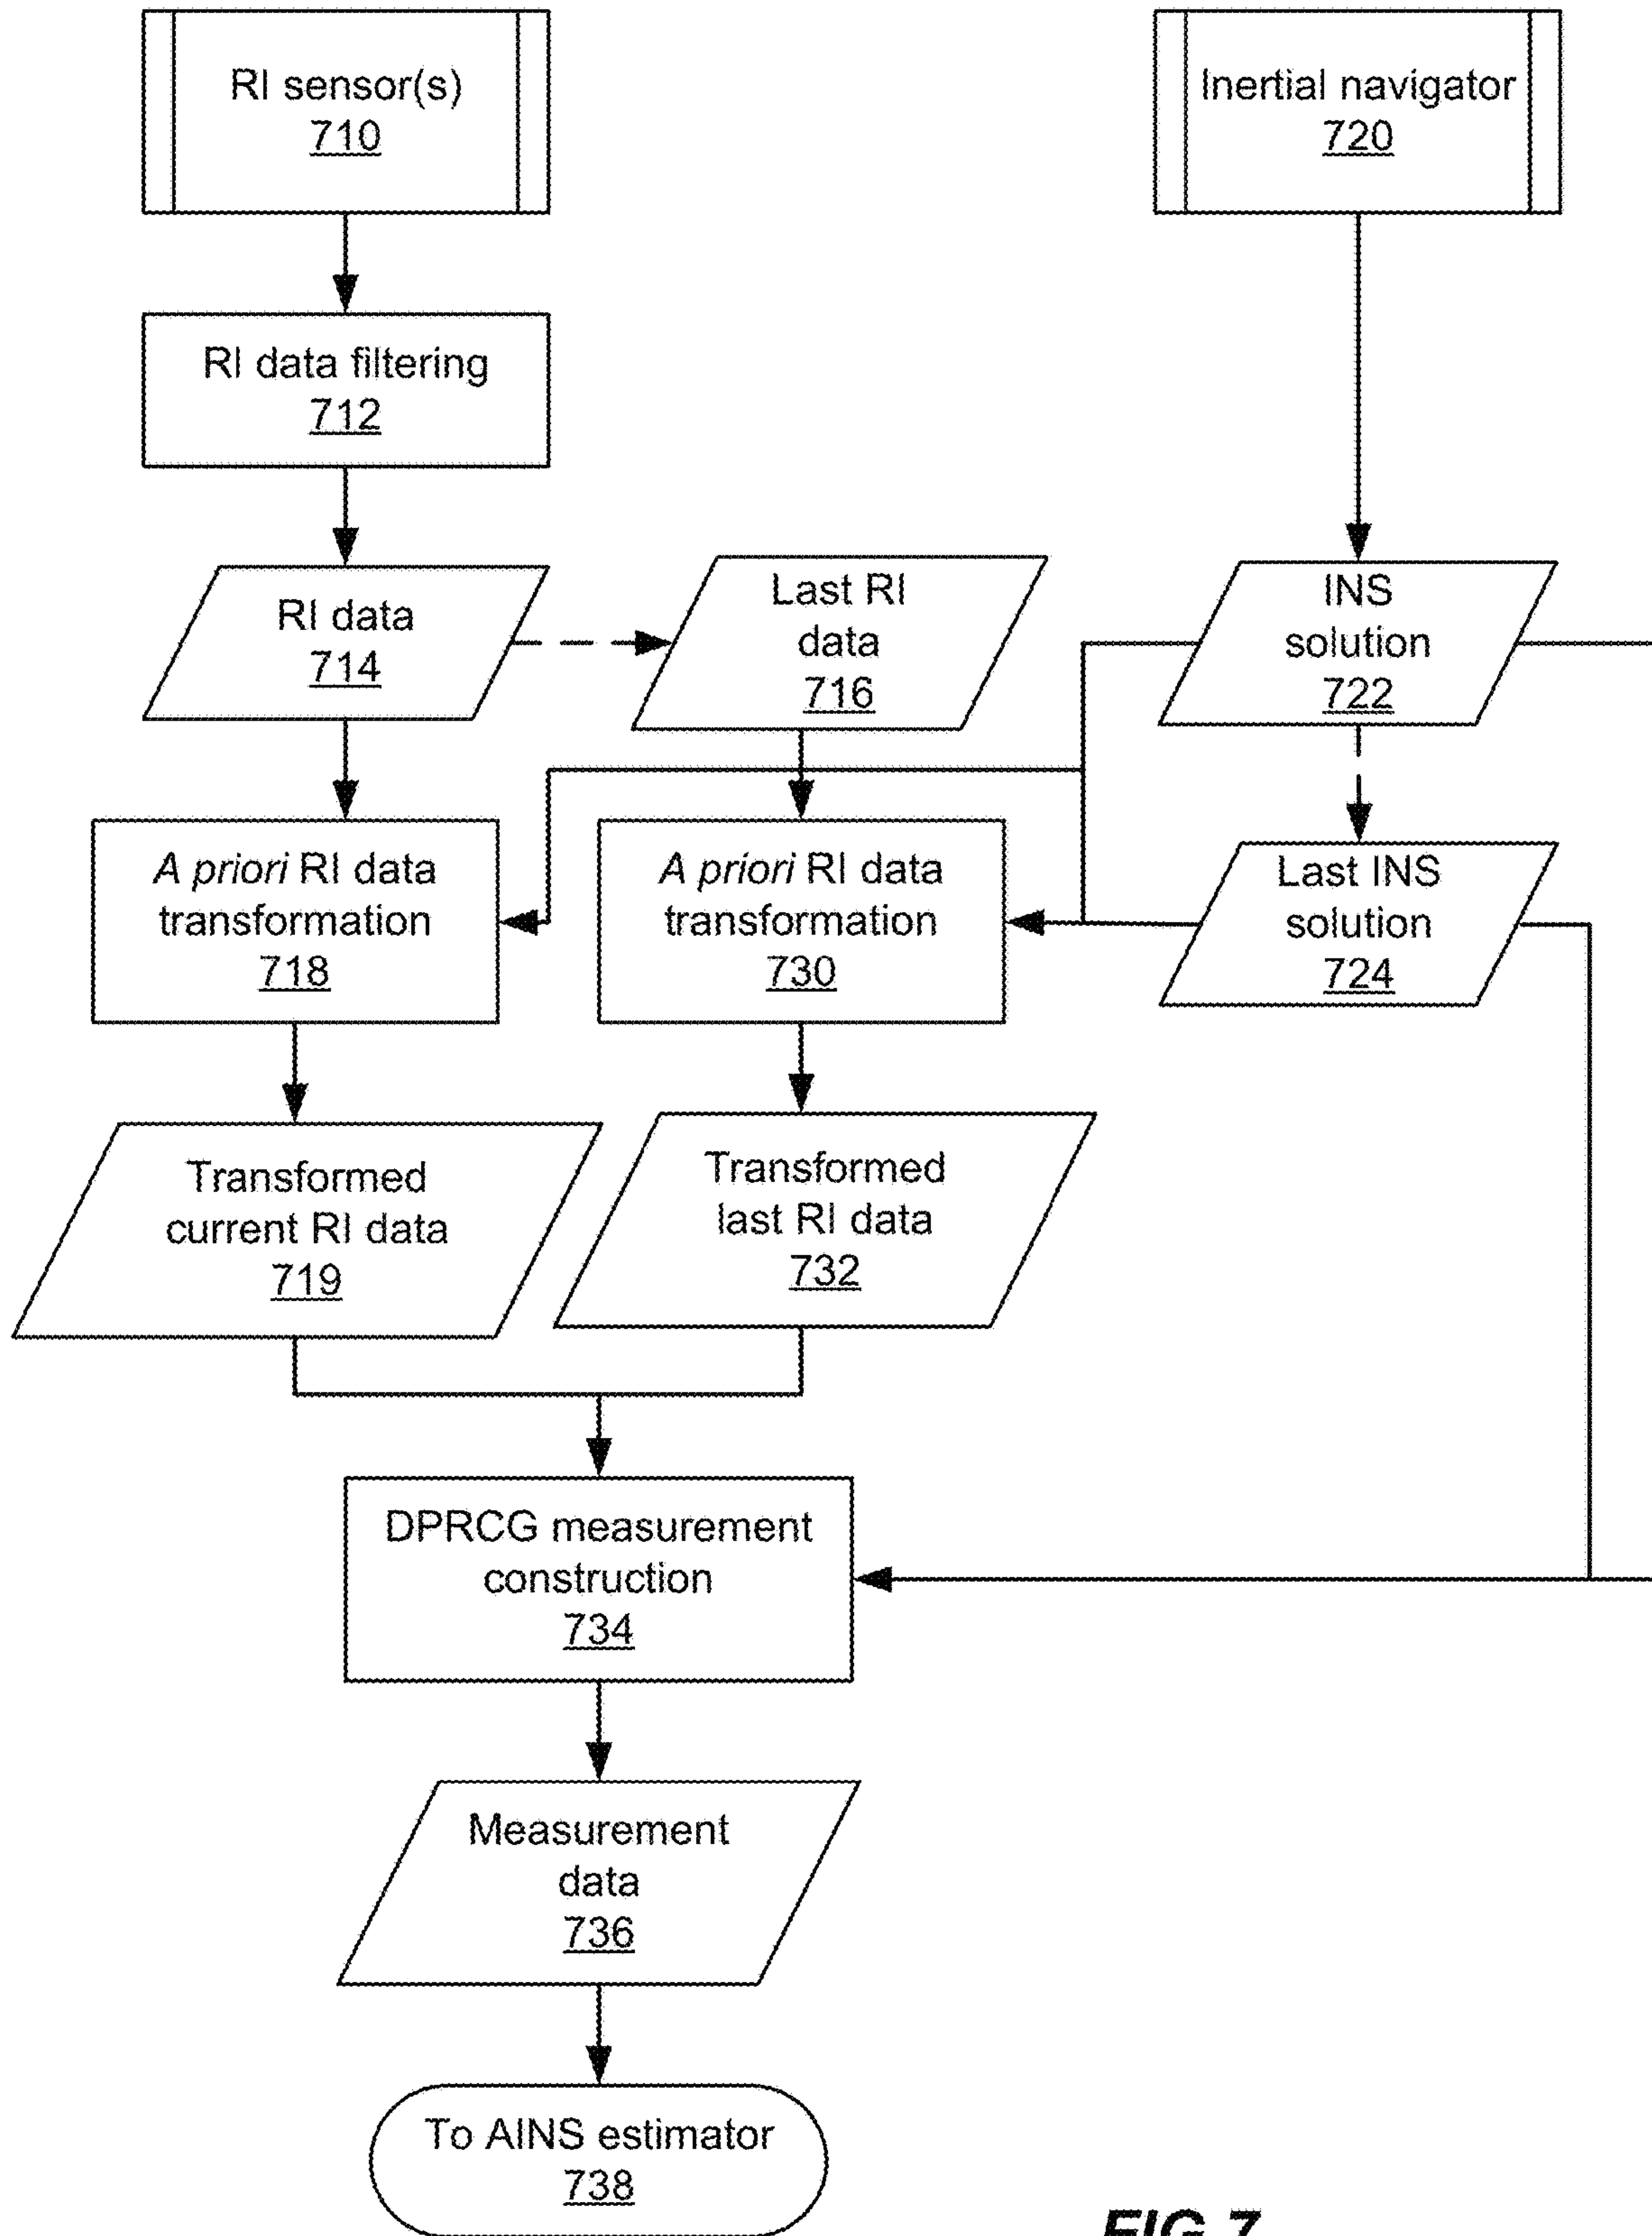 RI sensor(s)
710
Inertial navigator
720
RI data filtering
712
RI data
714
Last RI
data
716
INS
solution
722
A priori RI data
transformation
718
A priori RI data
transformation
730
Last INS
solution
724
Transformed
current RI data
719
Transformed
last RI data
732
DPRCG measurement
construction
734
Measurement
data
736
To AINS estimator
738
FIG 7